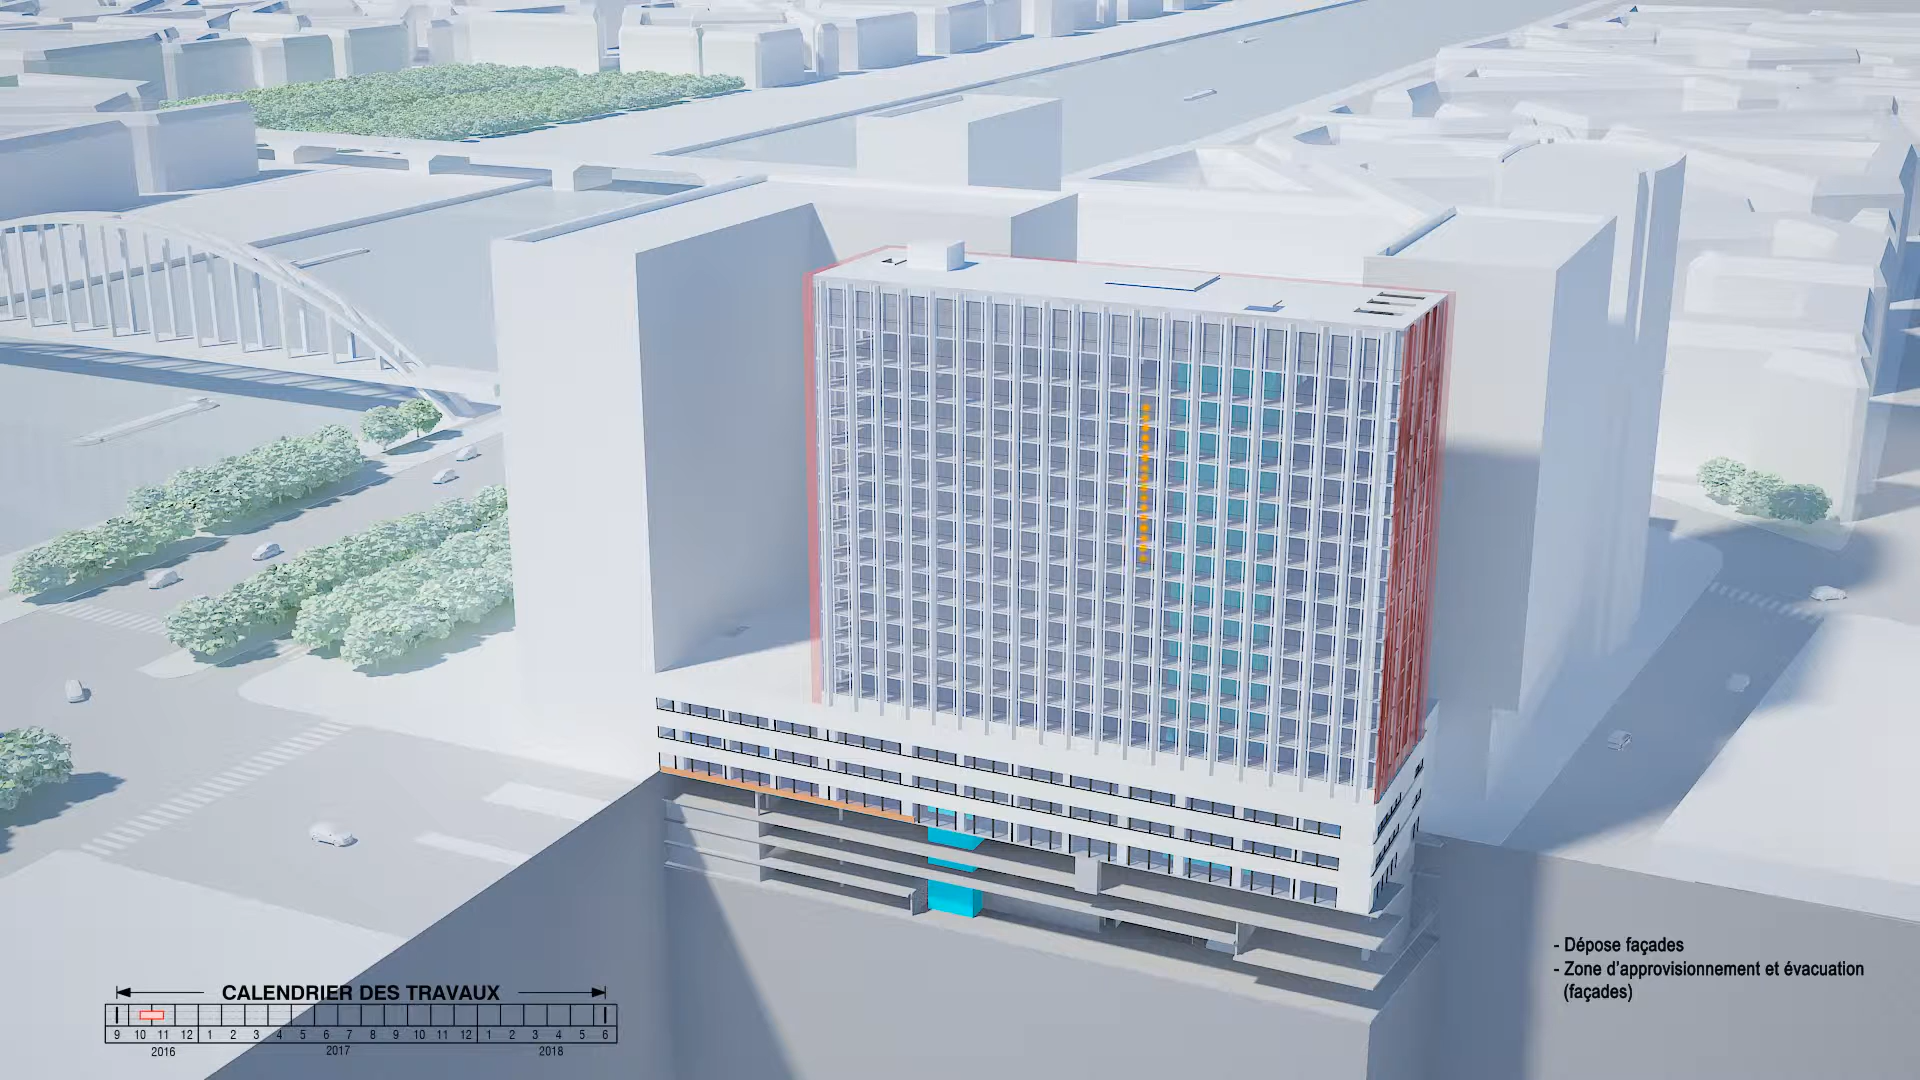 CALENDRIER DES TRAVAUX
9 10 11 12 1 2 3 4 5 6 7 8 9 10 11 12 1 2 3 4 5 6
2016 2017 2018
- Dépose façades
- Zone d'approvisionnement et évacuation
(façades)